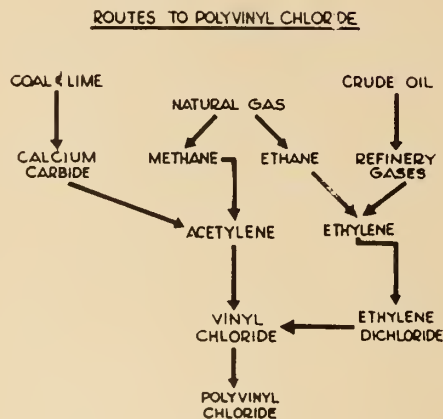 ROUTES TO POLYVINYL CHLORIDE
COAL & LIME
CRUDE OIL
NATURAL GAS
CALCIUM
CARBIDE
METHANE
ETHANE
REFINERY
GASES
ACETYLENE
ETHYLENE
VINYL
CHLORIDE
ETHYLENE
DICHLORIDE
POLYVINYL
CHLORIDE